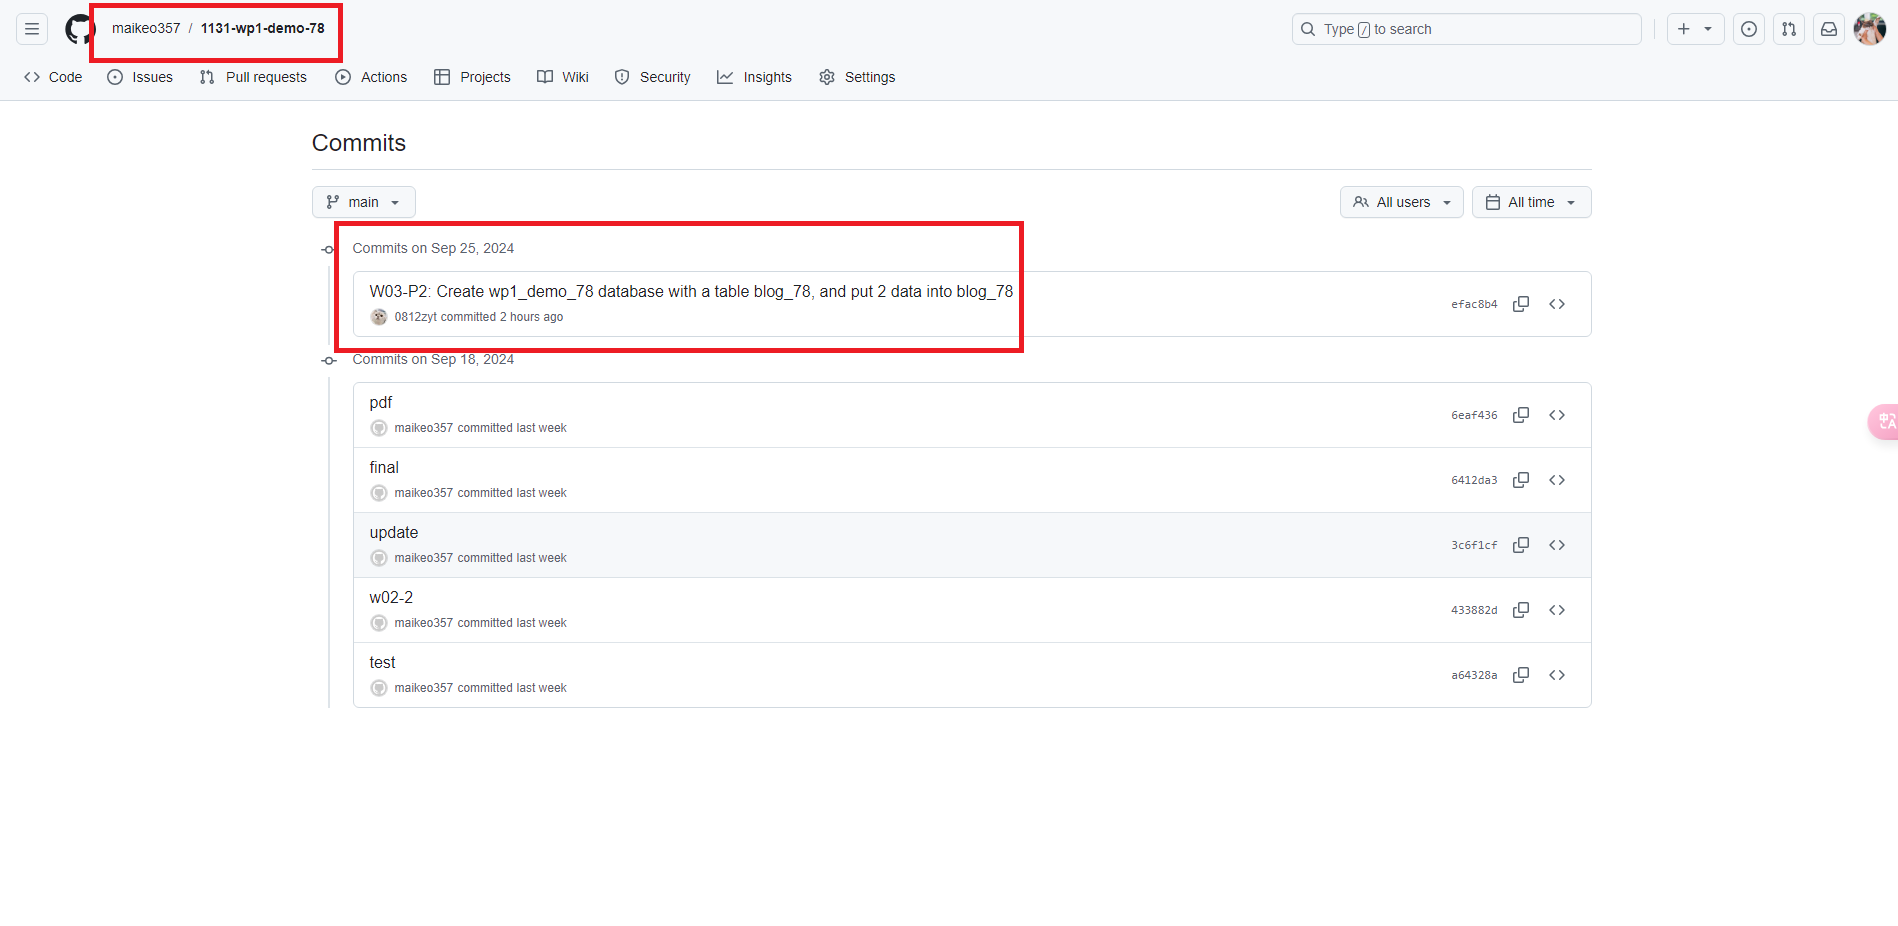 maikeo357 / 1131-wp1-demo-78
Type / to search
Code Issues Pull requests Actions Projects Wiki Security Insights Settings
Commits
main
All users All time
Commits on Sep 25, 2024
W03-P2: Create wp1_demo_78 database with a table blog_78, and put 2 data into blog_78
0812zyt committed 2 hours ago
efac8b4
Commits on Sep 18, 2024
pdf
maikeo357 committed last week
6eaf436
final
maikeo357 committed last week
6412da3
update
maikeo357 committed last week
3c6f1cf
w02-2
maikeo357 committed last week
433882d
test
maikeo357 committed last week
a64328a
中
A